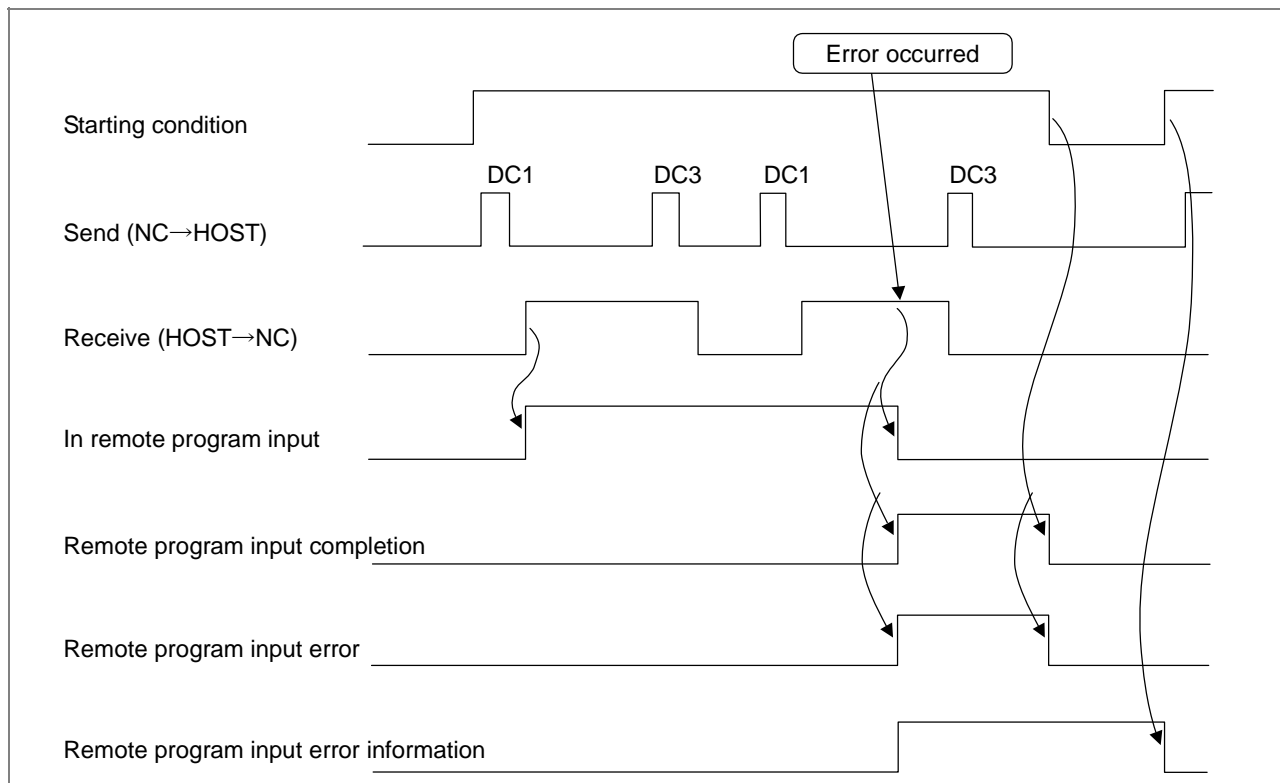 Error occurred
Starting condition
DC1 DC3 DC1 DC3
Send (NC→HOST)
Receive (HOST→NC)
In remote program input
Remote program input completion
Remote program input error
Remote program input error information